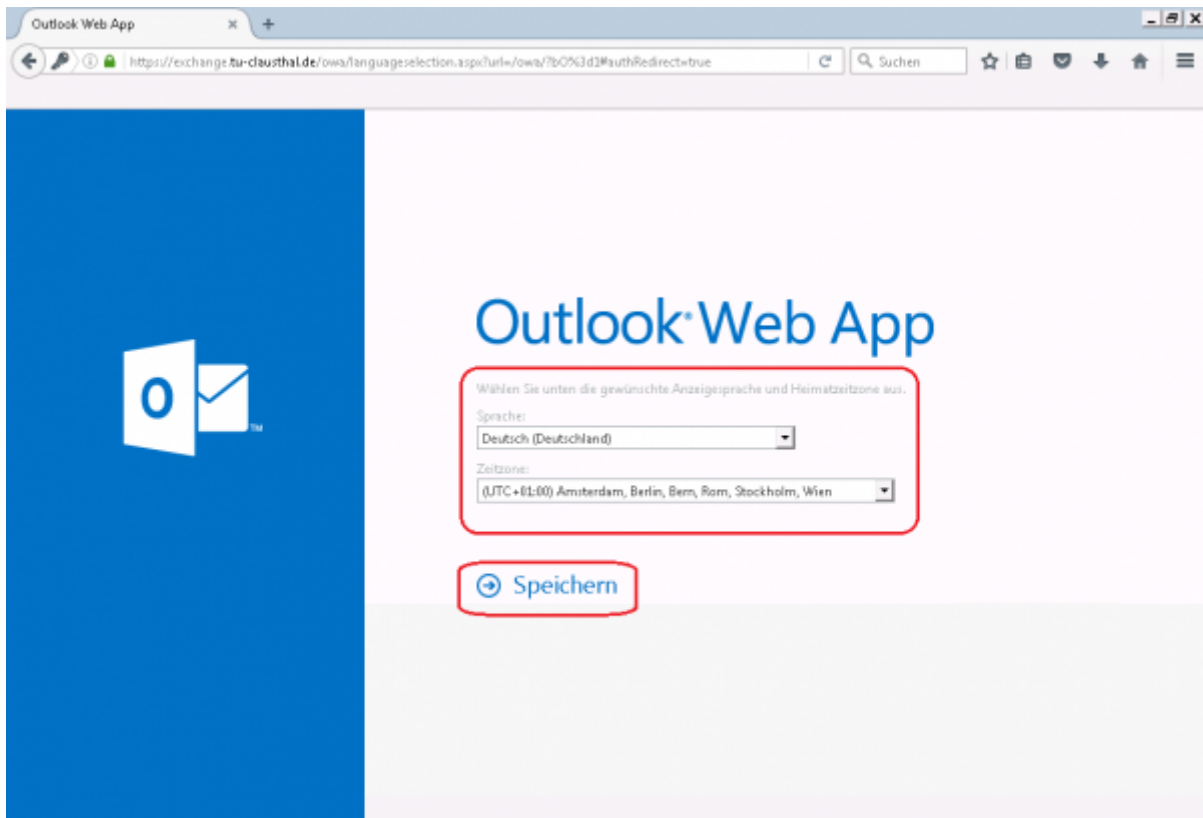 Outlook Web App
https://exchange.tu-clausthal.de/owa/languageselection.aspx?url=/owa/?bO%3d1#authRedirect=true
Suchen
Outlook Web App
Wählen Sie unten die gewünschte Anzeigesprache und Heimatzeitzone aus.
Sprache:
Deutsch (Deutschland)
Zeitzone:
(UTC+01:00) Amsterdam, Berlin, Bern, Rom, Stockholm, Wien
O
TM
Speichern